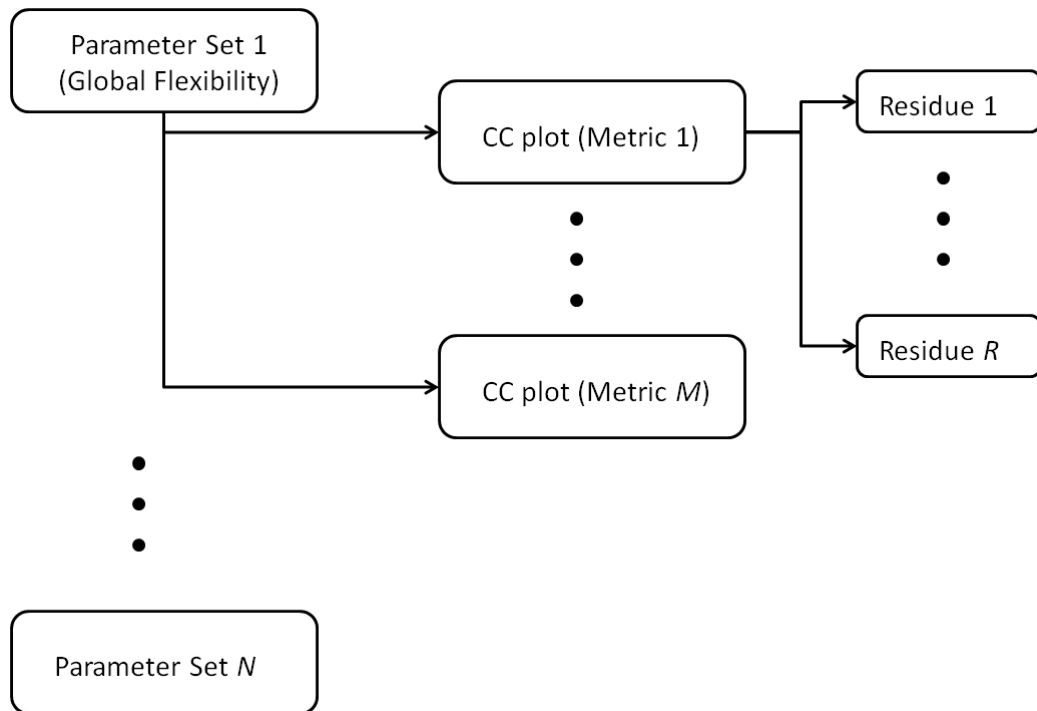 Parameter Set 1
(Global Flexibility)
CC plot (Metric 1)
Residue 1
Residue R
CC plot (Metric M)
Parameter Set N